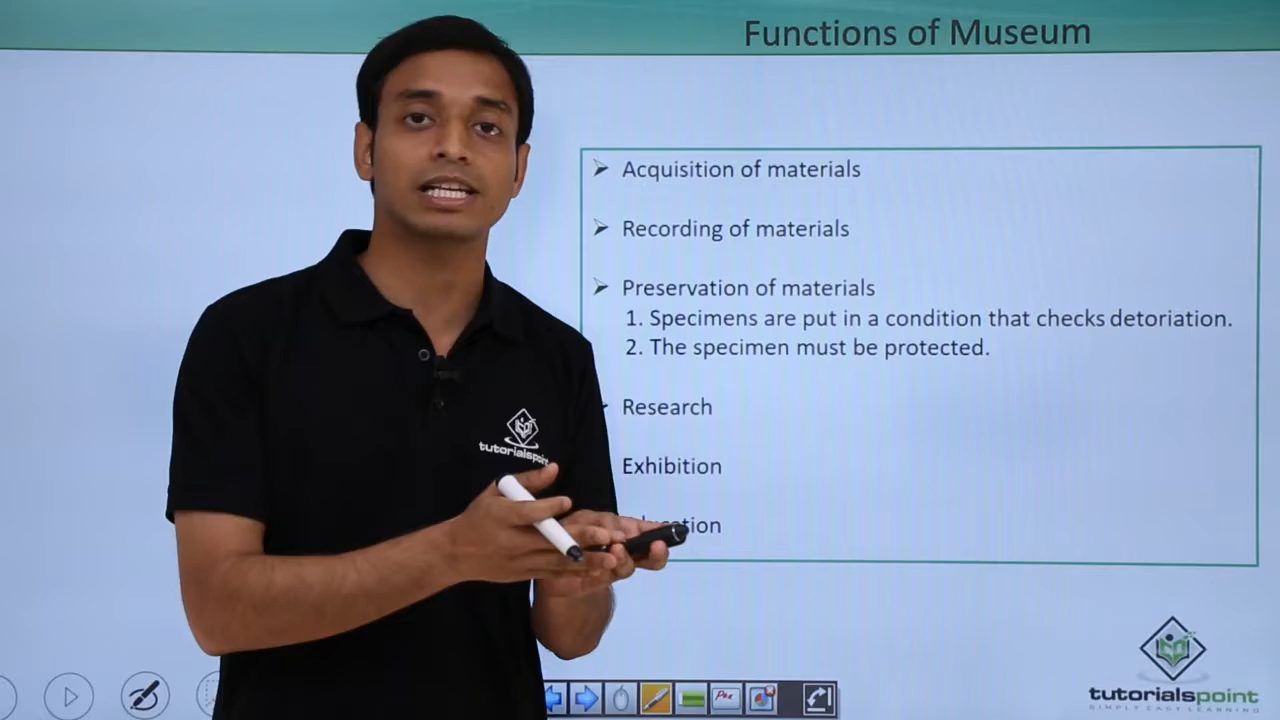 Functions of Museum
Acquisition of materials
Recording of materials
Preservation of materials
1. Specimens are put in a condition that checks detoriation.
2. The specimen must be protected.
Research
Exhibition
tutorialspoint
Pen
tutorialspoint
SIMPLY EASY LEARNING